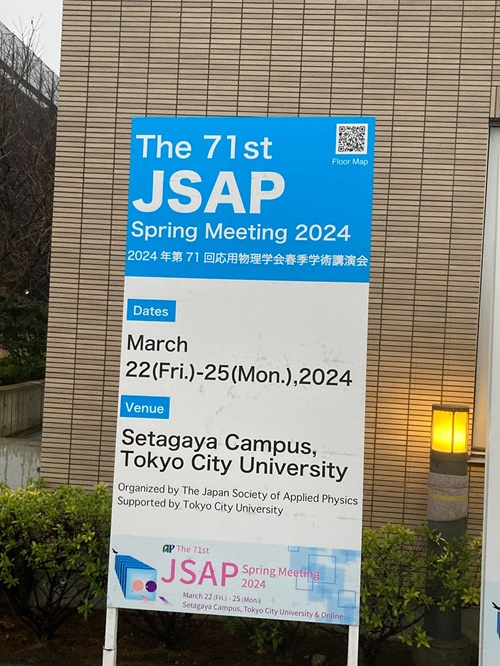 The 71st
Floor Map
JSAP
Spring Meeting 2024
2024年第71回応用物理学会春季学術講演会
Dates
March
22(Fri.)-25(Mon.),2024
Venue
Setagaya Campus,
Tokyo City University
Organized by The Japan Society of Applied Physics
Supported by Tokyo City University
The 71st
JSAP Spring Meeting
2024
March 22 (Fri.) - 25 (Mon.)
Setagaya Campus, Tokyo City University & Online